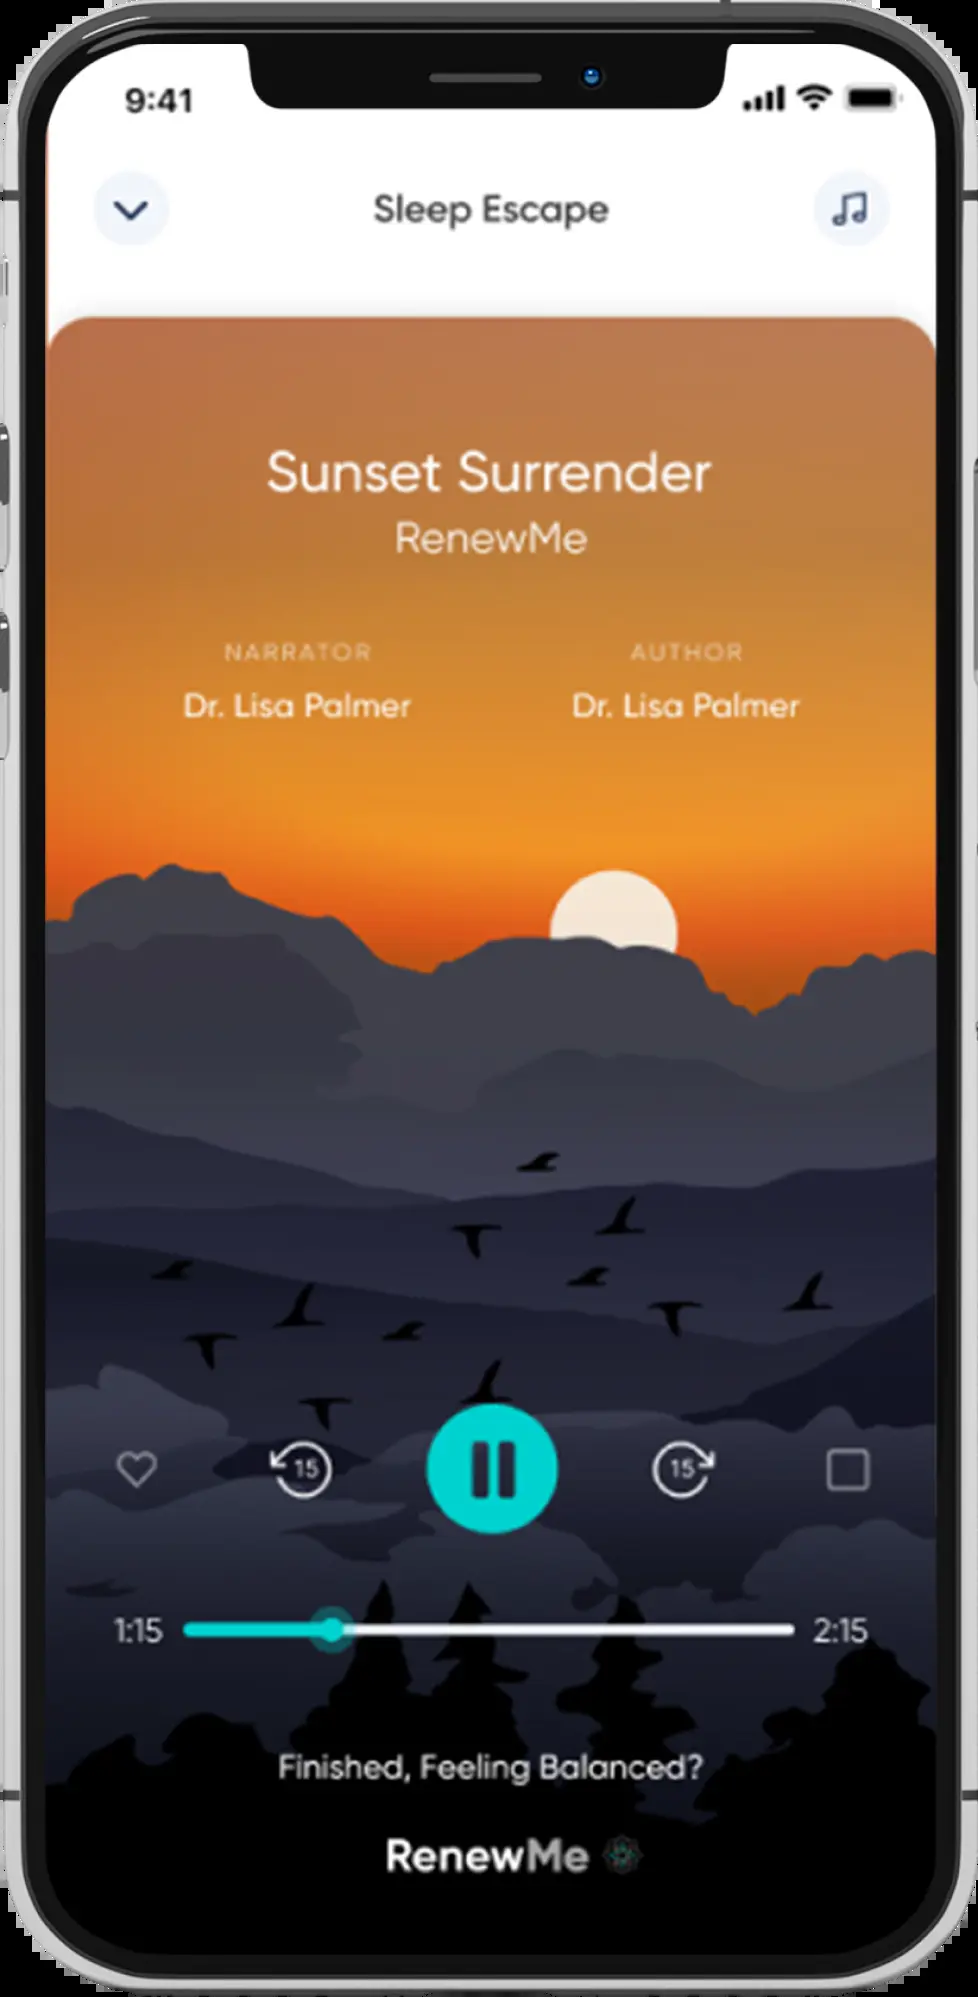 9:41
Sleep Escape
Sunset Surrender
RenewMe
NARRATOR AUTHOR
Dr. Lisa Palmer Dr. Lisa Palmer
15 15
1:15 2:15
Finished, Feeling Balanced?
RenewMe